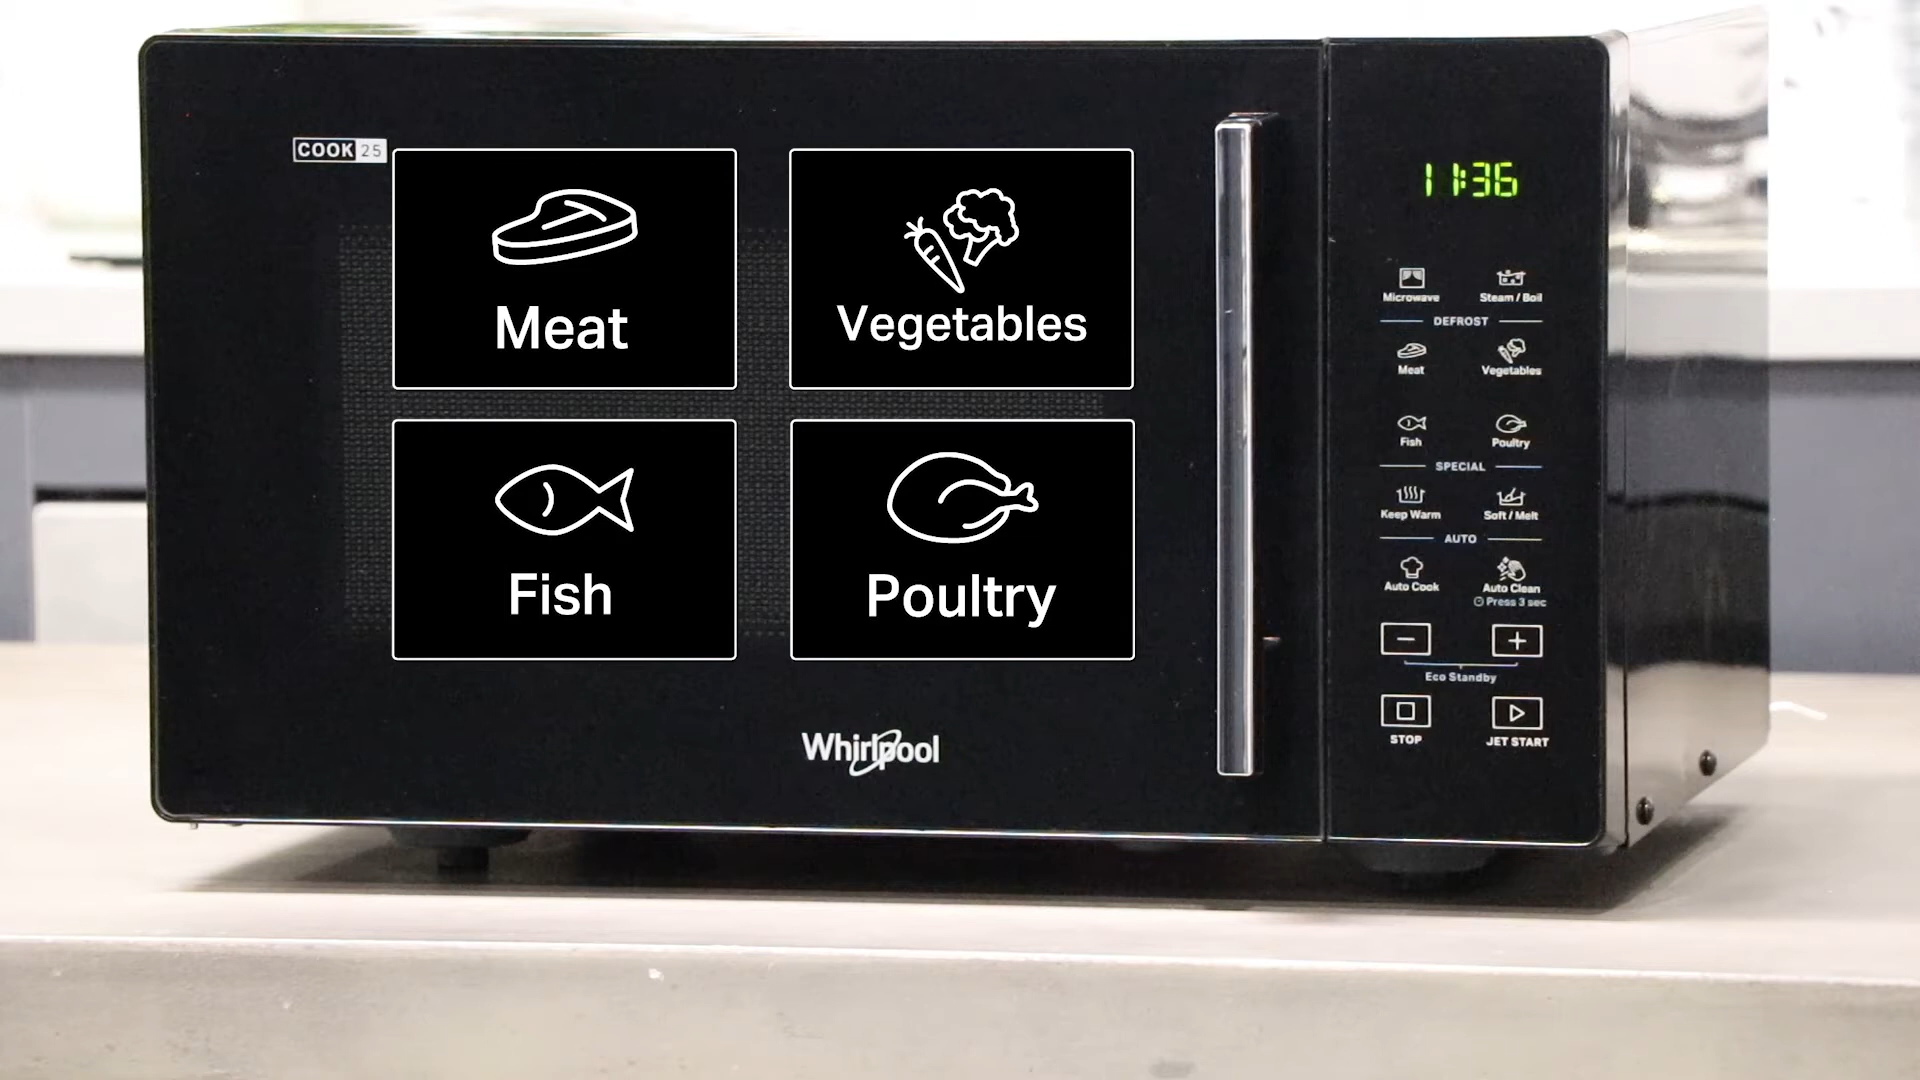 COOK 25
Meat
Vegetables
Fish
Poultry
Whirlpool
11:36
Microwave
Steam / Boil
DEFROST
Meat
Vegetables
Fish
Poultry
SPECIAL
Keep Warm
Soft / Melt
AUTO
Auto Cook
Auto Clean
Press 3 sec
Eco Standby
STOP
JET START